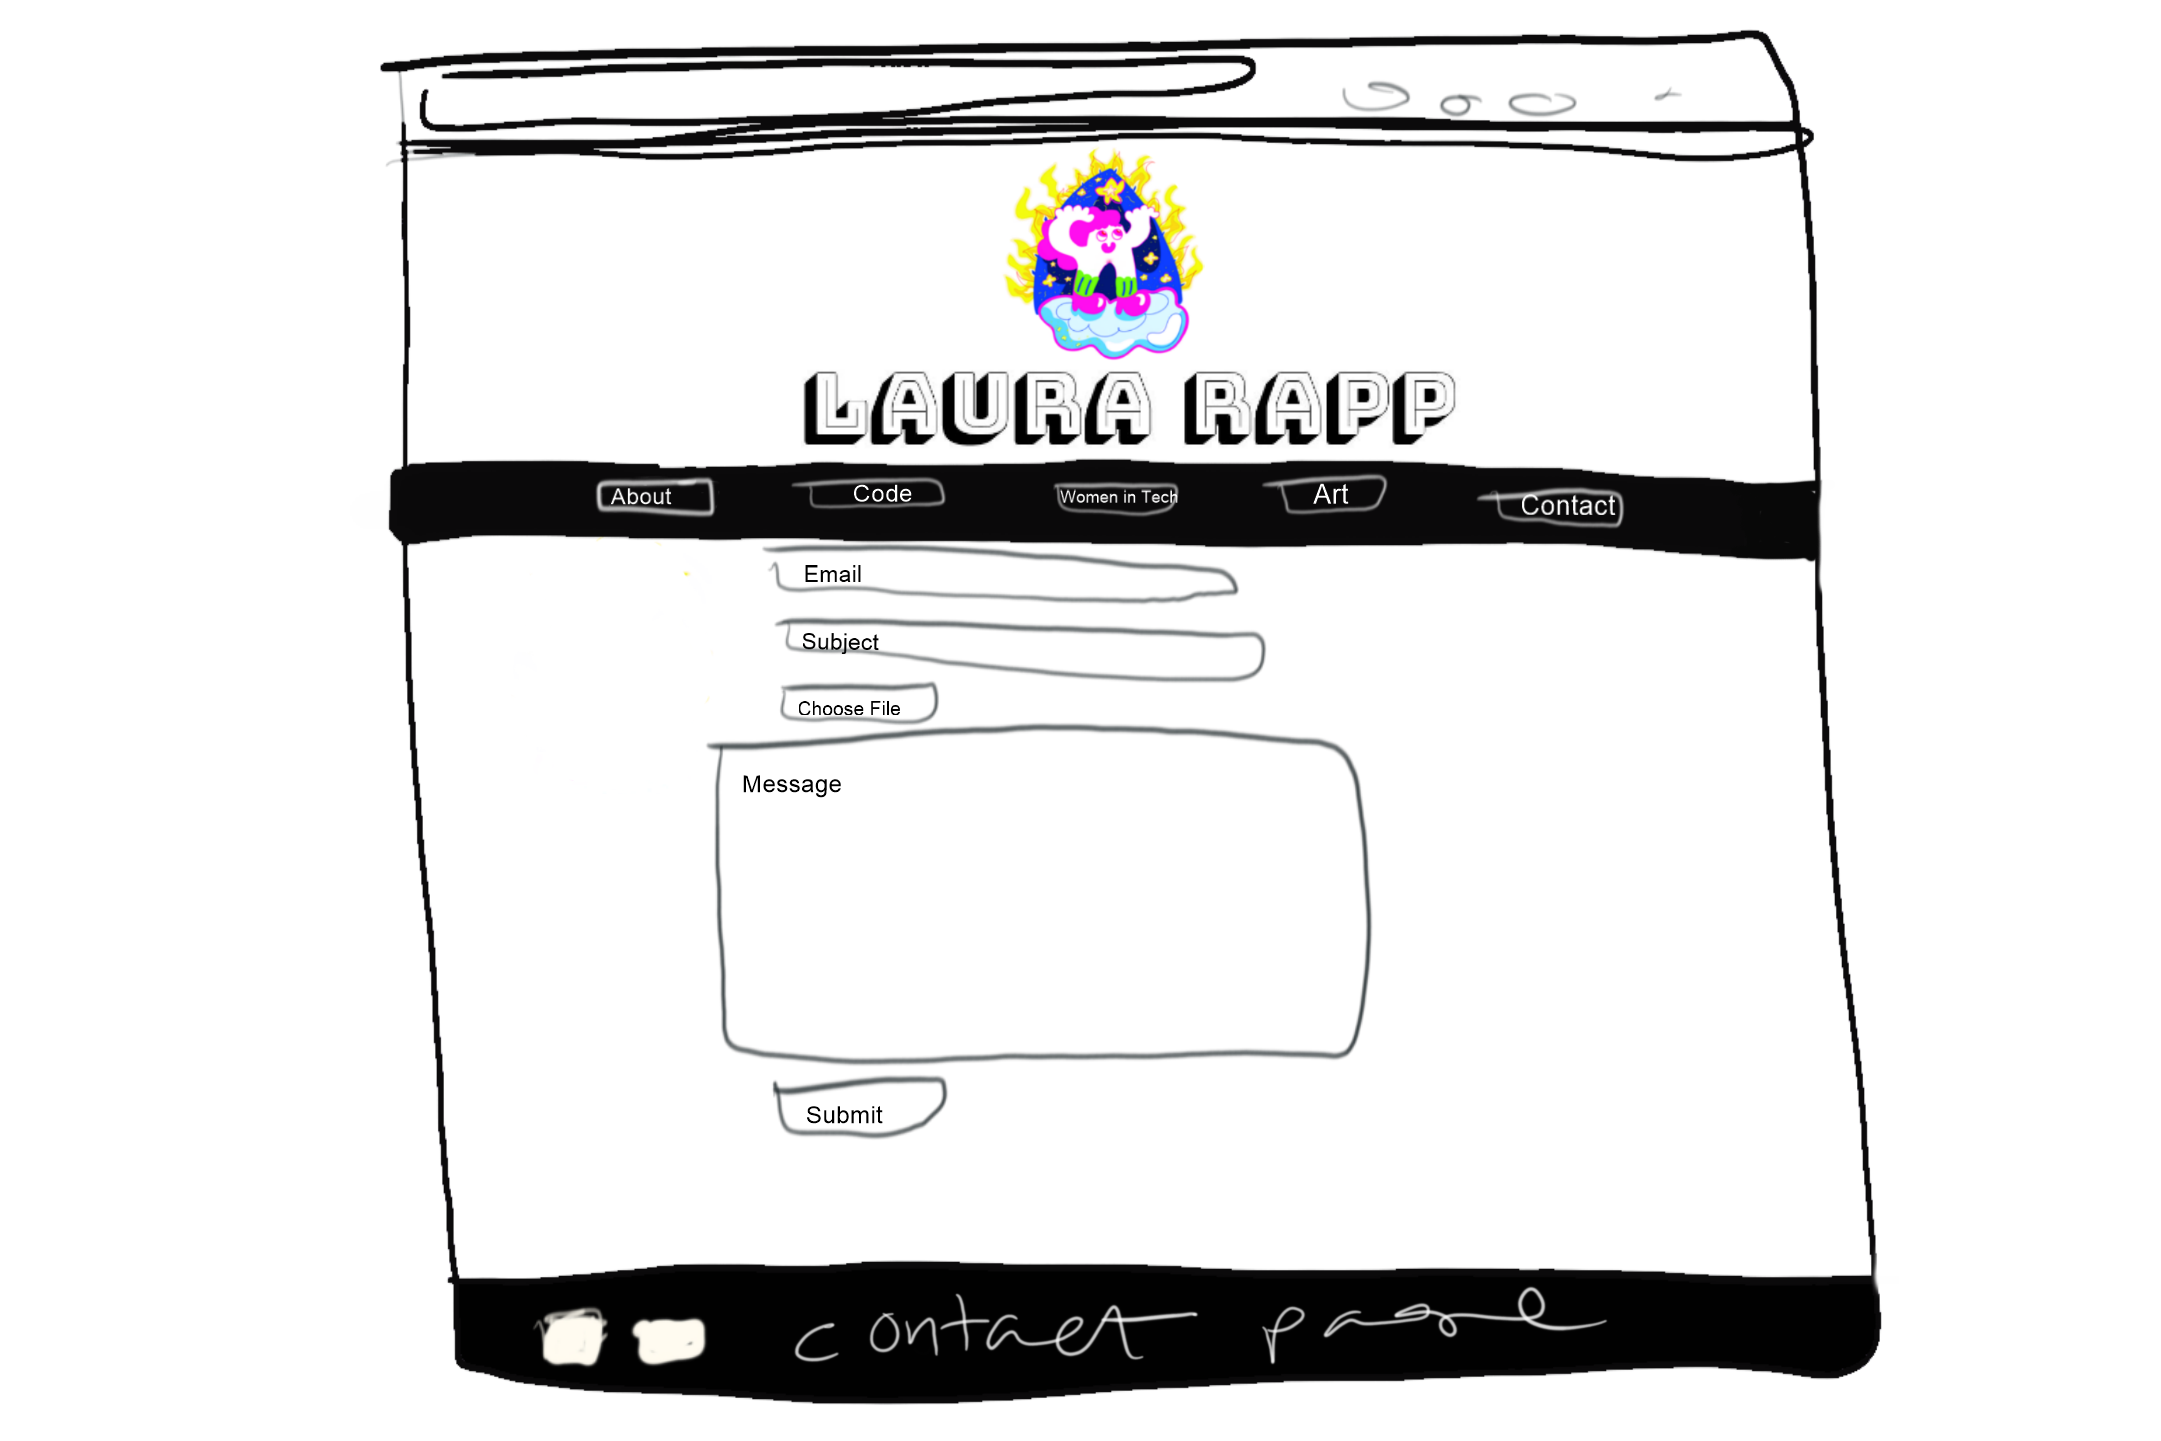 LAURA RAPP
About Code Women in Tech Art Contact
Email
Subject
Choose File
Message
Submit
contact page